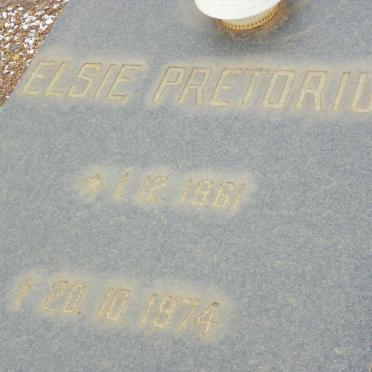 ELSIE PRETORIU
★ 1.12.1961
† 20.10.1974